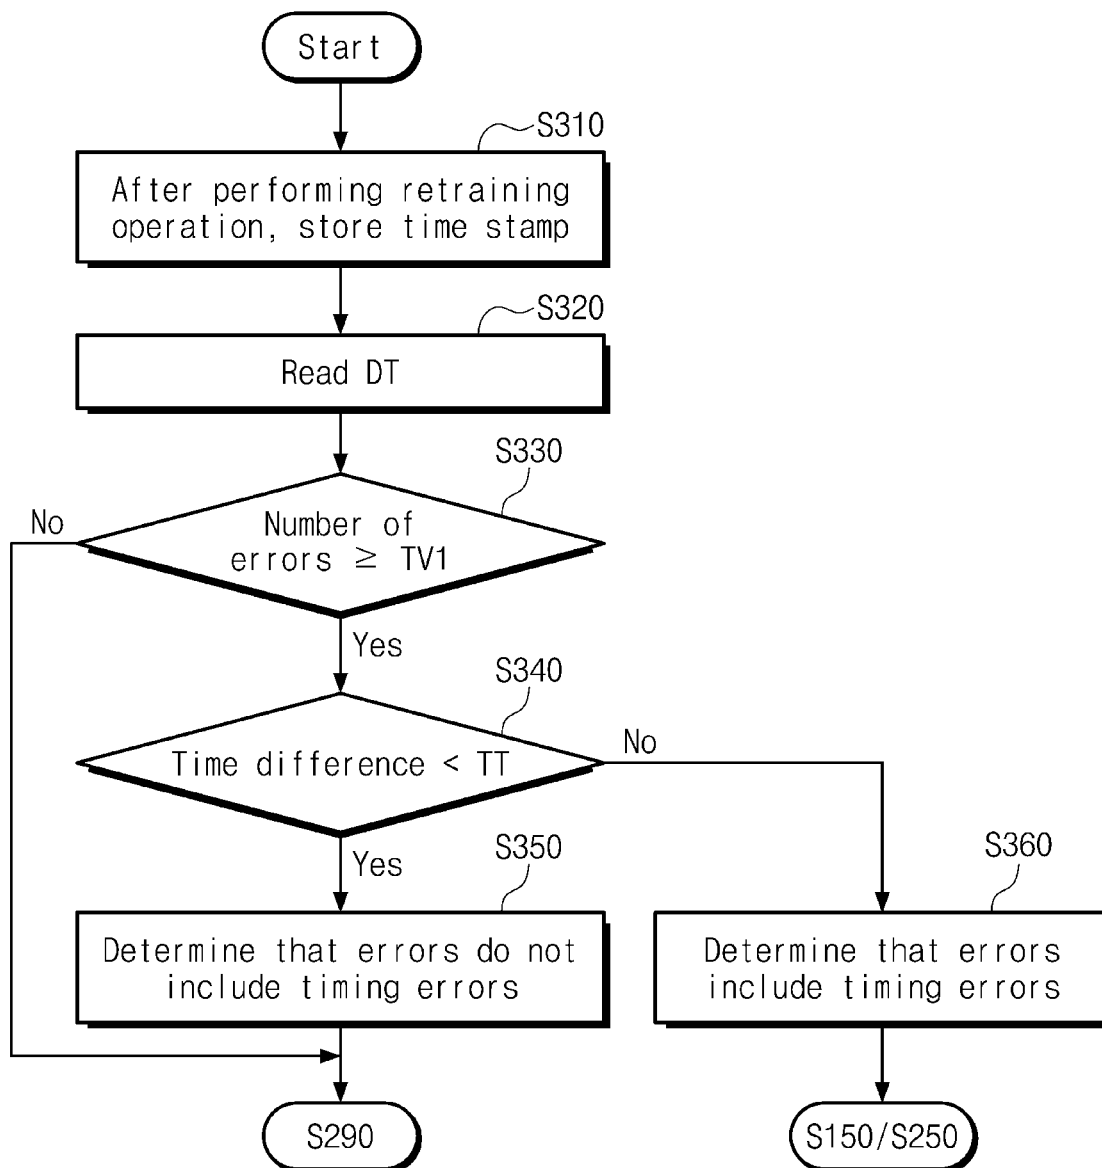 Start
S310
After performing retraining
operation, store time stamp
S320
Read DT
S330
Number of
errors ≥ TV1
No
Yes
S340
Time difference < TT
No
Yes
S350
Determine that errors do not
include timing errors
S360
Determine that errors
include timing errors
S290
S150/S250